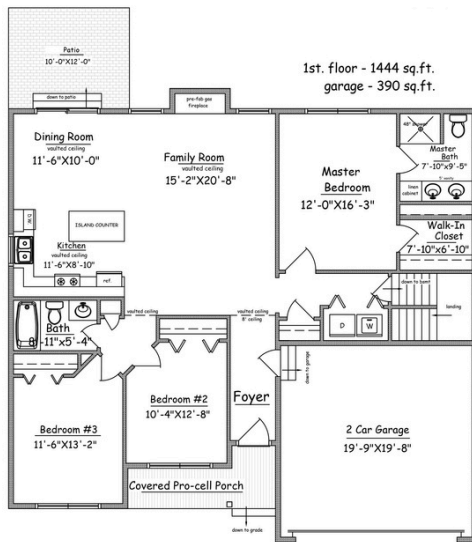 Patio
10'-0"X12'-0"
down to patio
pre-fab gas
fireplace
1st. floor - 1444 sq.ft.
garage - 390 sq.ft.
Dining Room
vaulted ceiling
11'-6"X10'-0"
Family Room
vaulted ceiling
15'-2"X20'-8"
Master
Bedroom
12'-0"X16'-3"
48" shower
Master
Bath
7'-10"x9'-5"
5' vanity
linen
cabinet
Walk-In
Closet
7'-10"x6'-10"
D.W.
ISLAND COUNTER
Kitchen
vaulted ceiling
11'-6"X8'-10"
ref.
down to bsmt
landing
vaulted ceiling
vaulted ceiling
8' ceiling
D
W
Bath
8'-11"x5'-4"
down to garage
Bedroom #3
11'-6"X13'-2"
Bedroom #2
10'-4"X12'-8"
Foyer
2 Car Garage
19'-9"X19'-8"
Covered Pro-cell Porch
down to grade